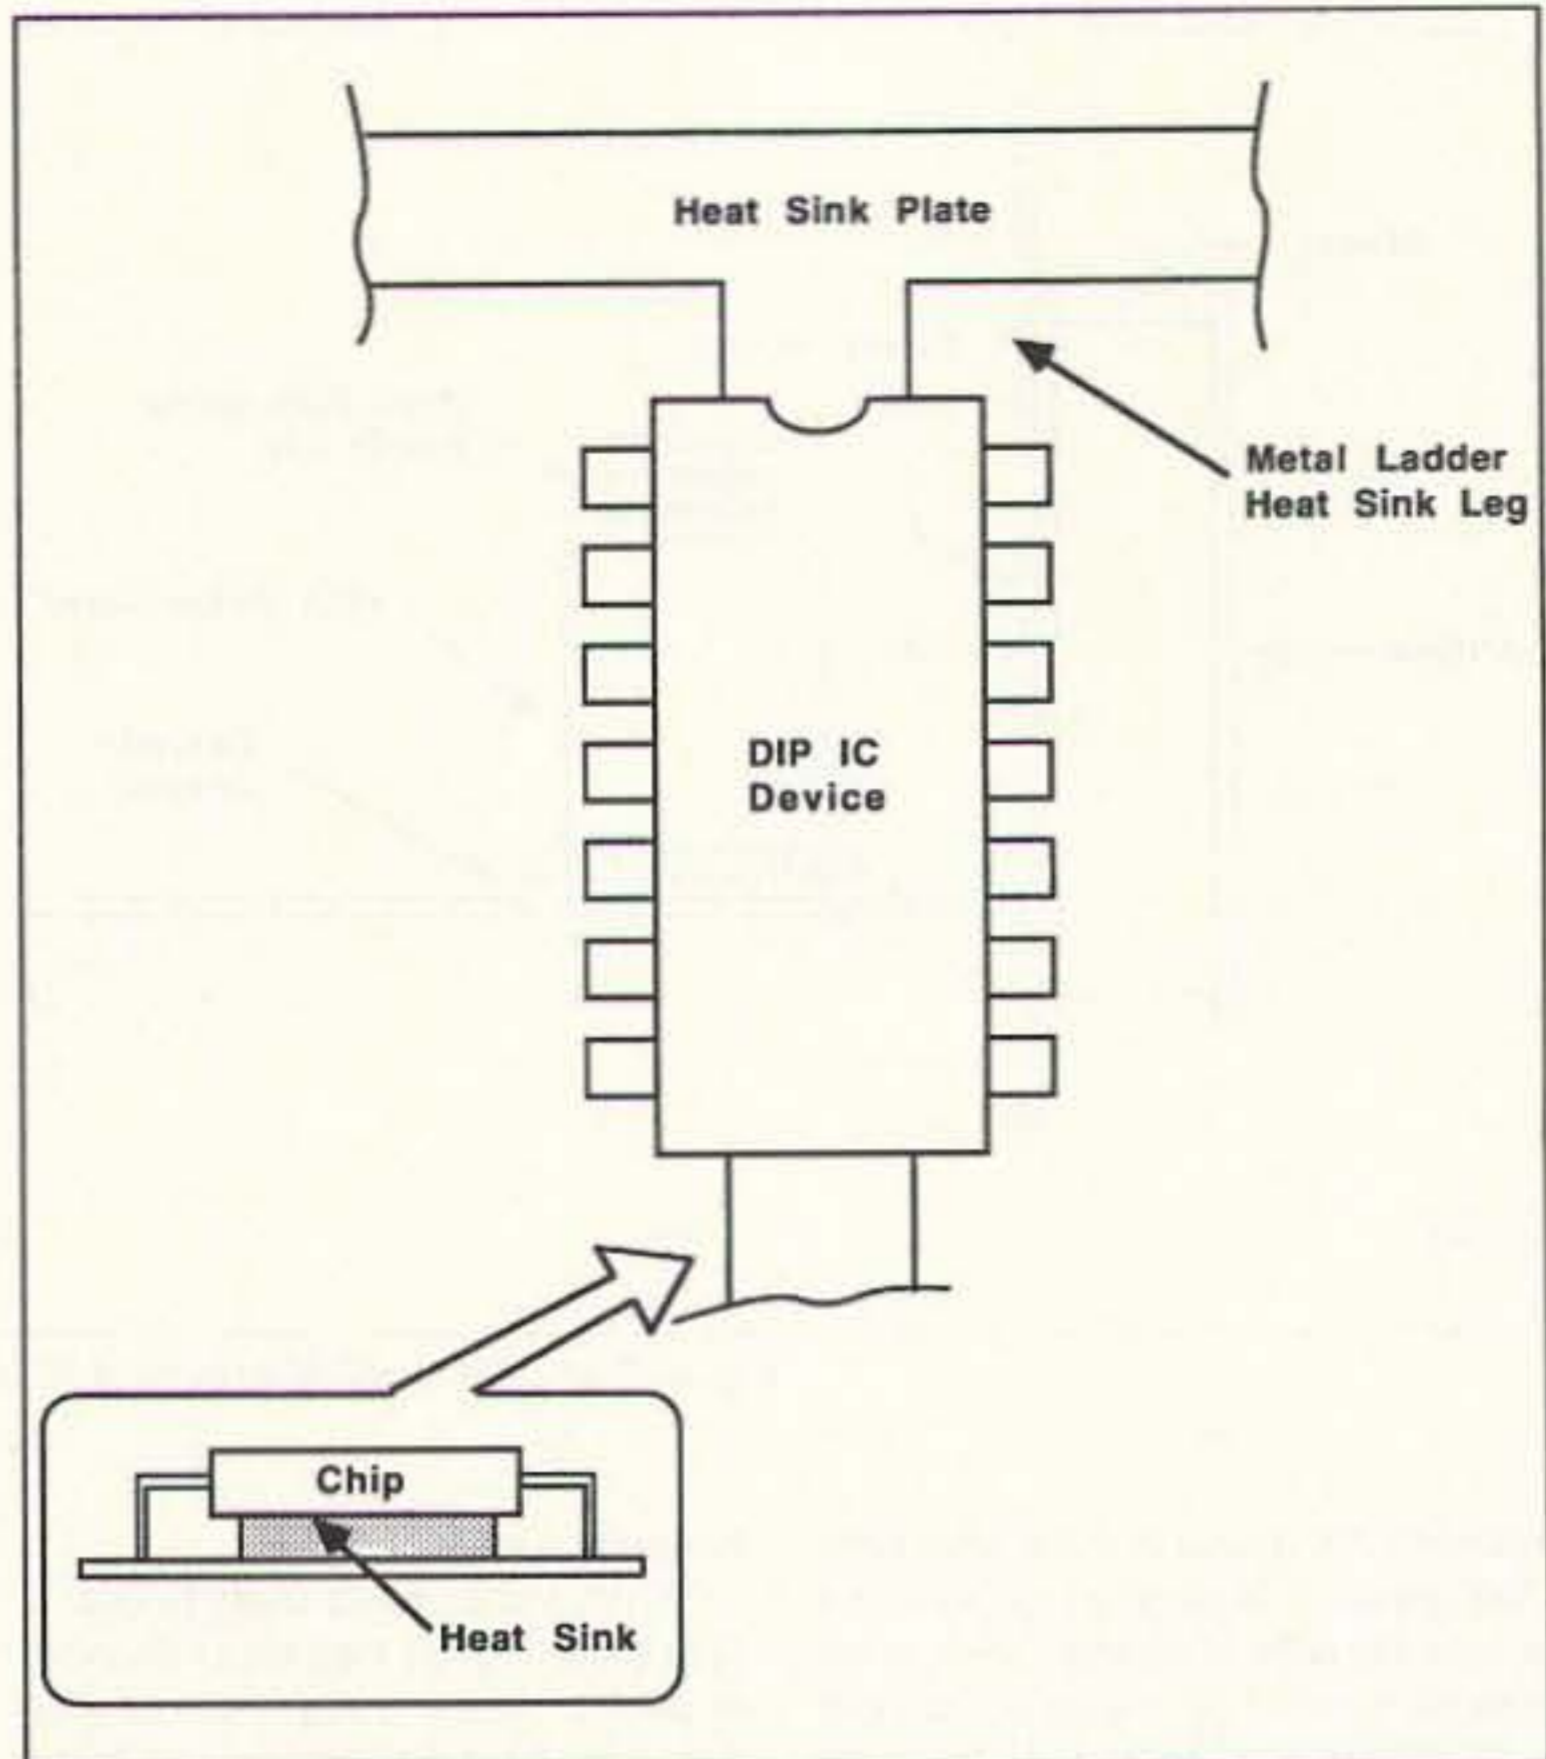 Heat Sink Plate
Metal Ladder
Heat Sink Leg
DIP IC
Device
Chip
Heat Sink